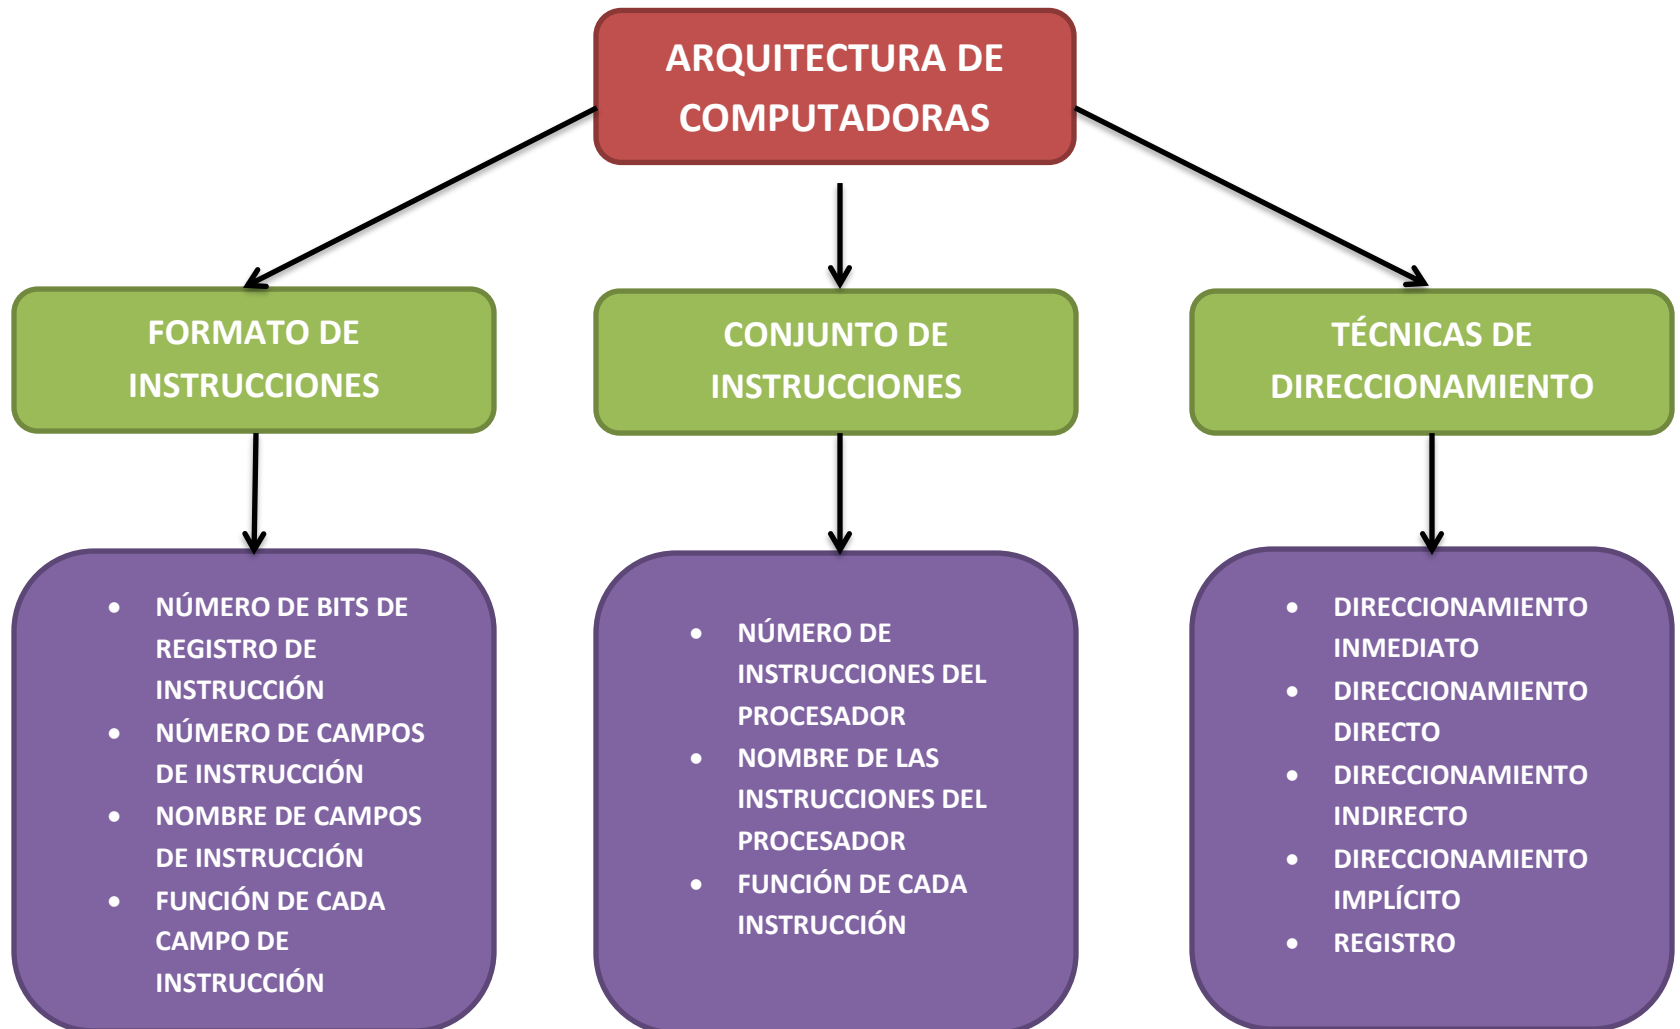 ARQUITECTURA DE
COMPUTADORAS
FORMATO DE
INSTRUCCIONES
CONJUNTO DE
INSTRUCCIONES
TÉCNICAS DE
DIRECCIONAMIENTO
• NÚMERO DE BITS DE
REGISTRO DE
INSTRUCCIÓN
• NÚMERO DE CAMPOS
DE INSTRUCCIÓN
• NOMBRE DE CAMPOS
DE INSTRUCCIÓN
• FUNCIÓN DE CADA
CAMPO DE
INSTRUCCIÓN
• NÚMERO DE
INSTRUCCIONES DEL
PROCESADOR
• NOMBRE DE LAS
INSTRUCCIONES DEL
PROCESADOR
• FUNCIÓN DE CADA
INSTRUCCIÓN
• DIRECCIONAMIENTO
INMEDIATO
• DIRECCIONAMIENTO
DIRECTO
• DIRECCIONAMIENTO
INDIRECTO
• DIRECCIONAMIENTO
IMPLÍCITO
• REGISTRO